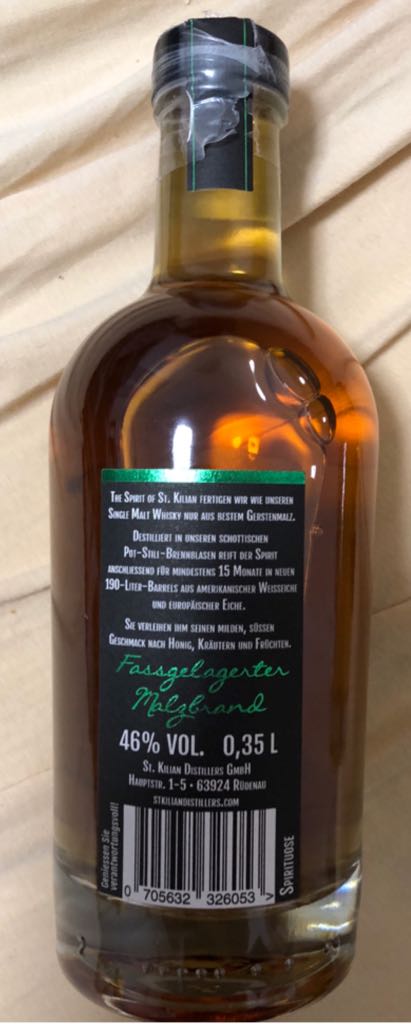 The Spirit of St. Kilian fertigen wir wie unseren
Single Malt Whisky nur aus bestem Gerstenmalz.
Destilliert in unseren schottischen
Pot-Still-Brennblasen reift der Spirit
anschließend für mindestens 15 Monate in neuen
190-Liter-Barrels aus amerikanischer Weißeiche
und europäischer Eiche.
Sie verleihen ihm seinen milden, süssen
Geschmack nach Honig, Kräutern und Früchten.
Fassgelagerter
Malzbrand
46% VOL. 0,35 L
St. Kilian Distillers GmbH
Hauptstr. 1-5 • 63924 Rüdenau
stkiliandistillers.com
Genießen Sie
verantwortungsvoll!
0 705632 326053 >
Spirituose